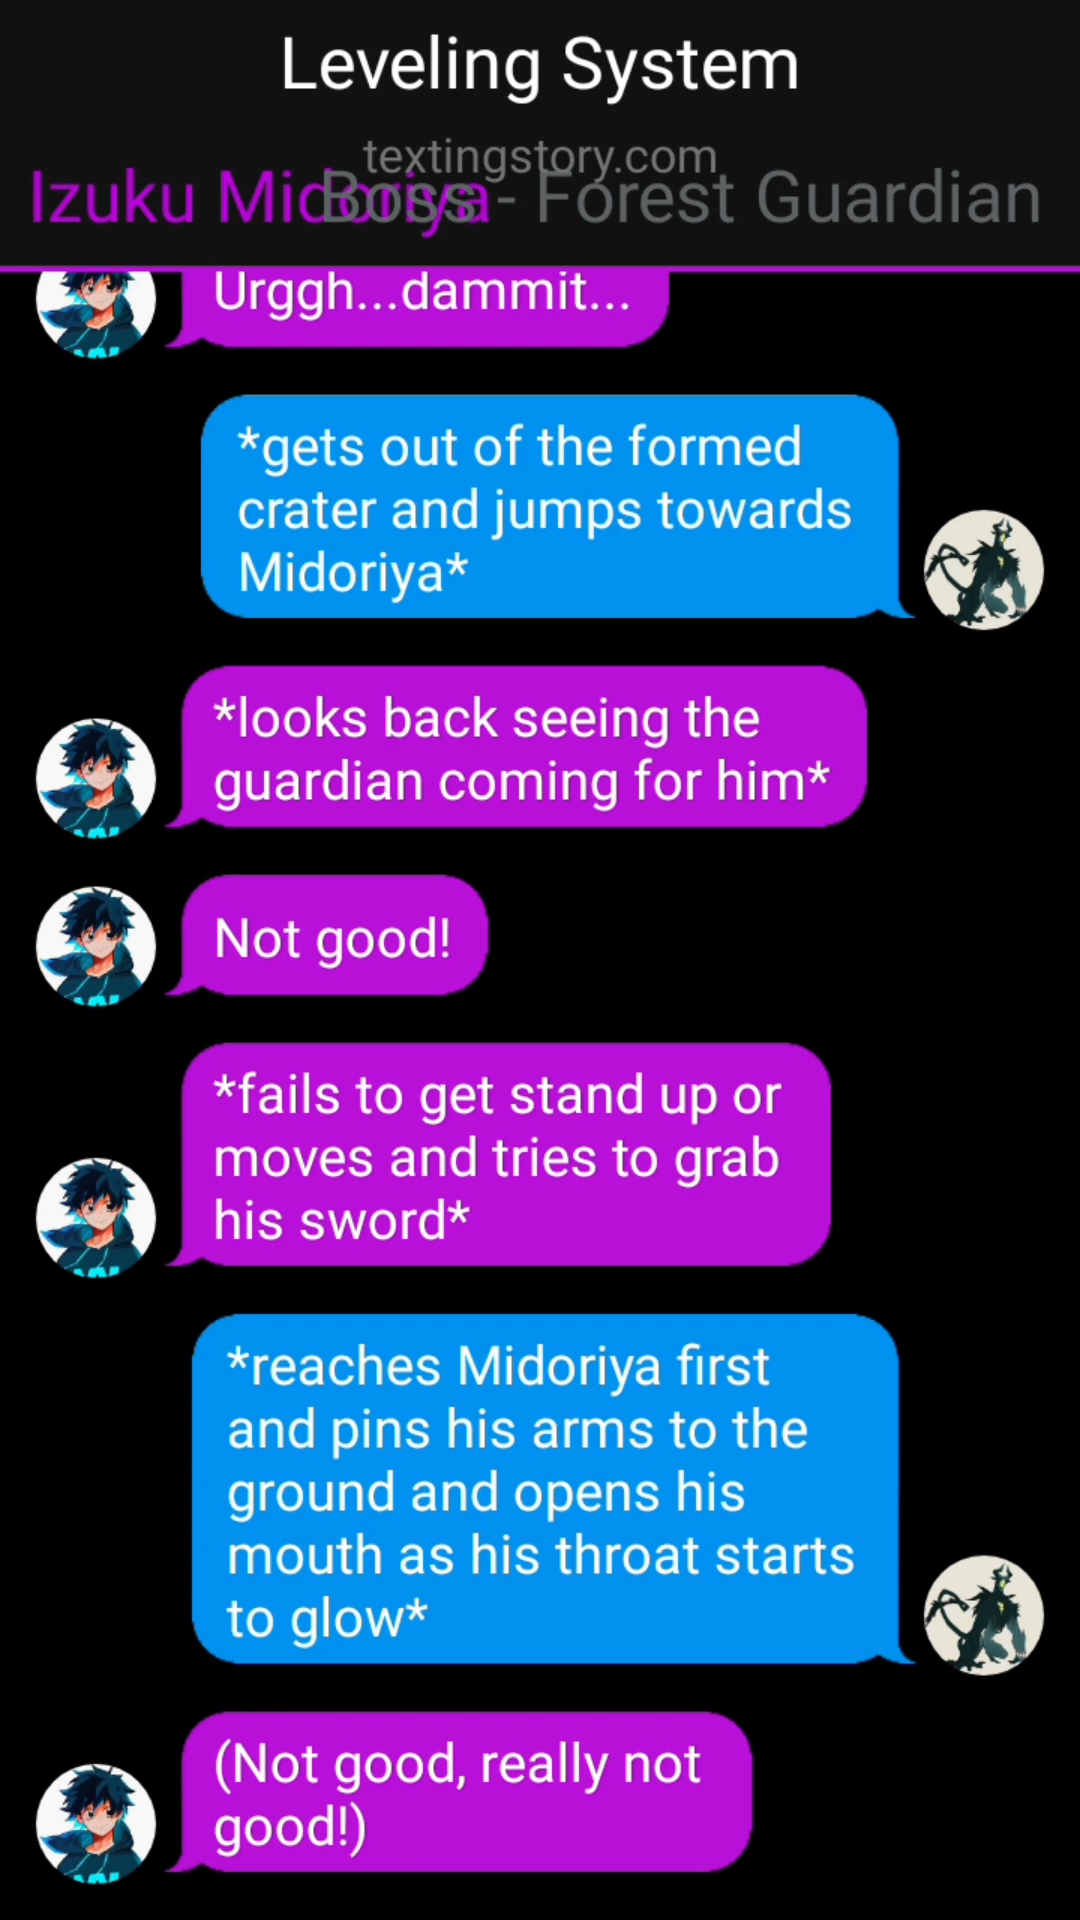 Leveling System
textingstory.com
Izuku Midoriya
Boss - Forest Guardian
Urggh...dammit...
*gets out of the formed
crater and jumps towards
Midoriya*
*looks back seeing the
guardian coming for him*
Not good!
*fails to get stand up or
moves and tries to grab
his sword*
*reaches Midoriya first
and pins his arms to the
ground and opens his
mouth as his throat starts
to glow*
(Not good, really not
good!)